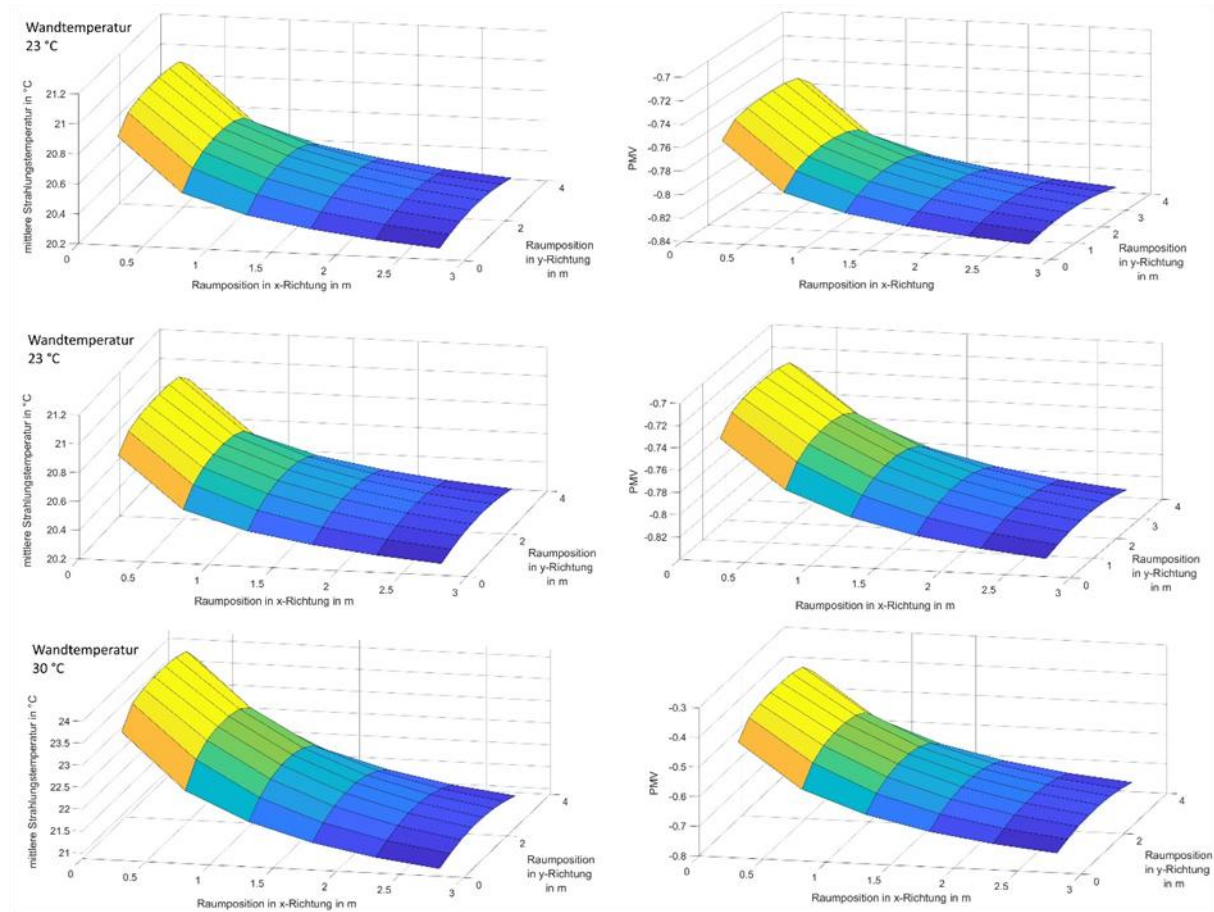 Wandtemperatur
23 °C
mittlere Strahlungstemperatur in °C
21.2
21
20.8
20.6
20.4
20.2
0
0.5
1
1.5
2
2.5
3
0
2
4
Raumposition in x-Richtung in m
Raumposition
in y-Richtung
in m
PMV
-0.7
-0.72
-0.74
-0.76
-0.78
-0.8
-0.82
-0.84
0
0.5
1
1.5
2
2.5
3
0
1
2
3
4
Raumposition in x-Richtung
Raumposition
in y-Richtung
in m
Wandtemperatur
23 °C
mittlere Strahlungstemperatur in °C
21.2
21
20.8
20.6
20.4
20.2
0
0.5
1
1.5
2
2.5
3
0
2
4
Raumposition in x-Richtung in m
Raumposition
in y-Richtung
in m
PMV
-0.7
-0.72
-0.74
-0.76
-0.78
-0.8
-0.82
0
0.5
1
1.5
2
2.5
3
0
1
2
3
4
Raumposition in x-Richtung in m
Raumposition
in y-Richtung
in m
Wandtemperatur
30 °C
mittlere Strahlungstemperatur in °C
24
23.5
23
22.5
22
21.5
21
0
0.5
1
1.5
2
2.5
3
0
2
4
Raumposition in x-Richtung in m
Raumposition
in y-Richtung
in m
PMV
-0.3
-0.4
-0.5
-0.6
-0.7
-0.8
0
0.5
1
1.5
2
2.5
3
0
2
4
Raumposition in x-Richtung in m
Raumposition
in y-Richtung
in m